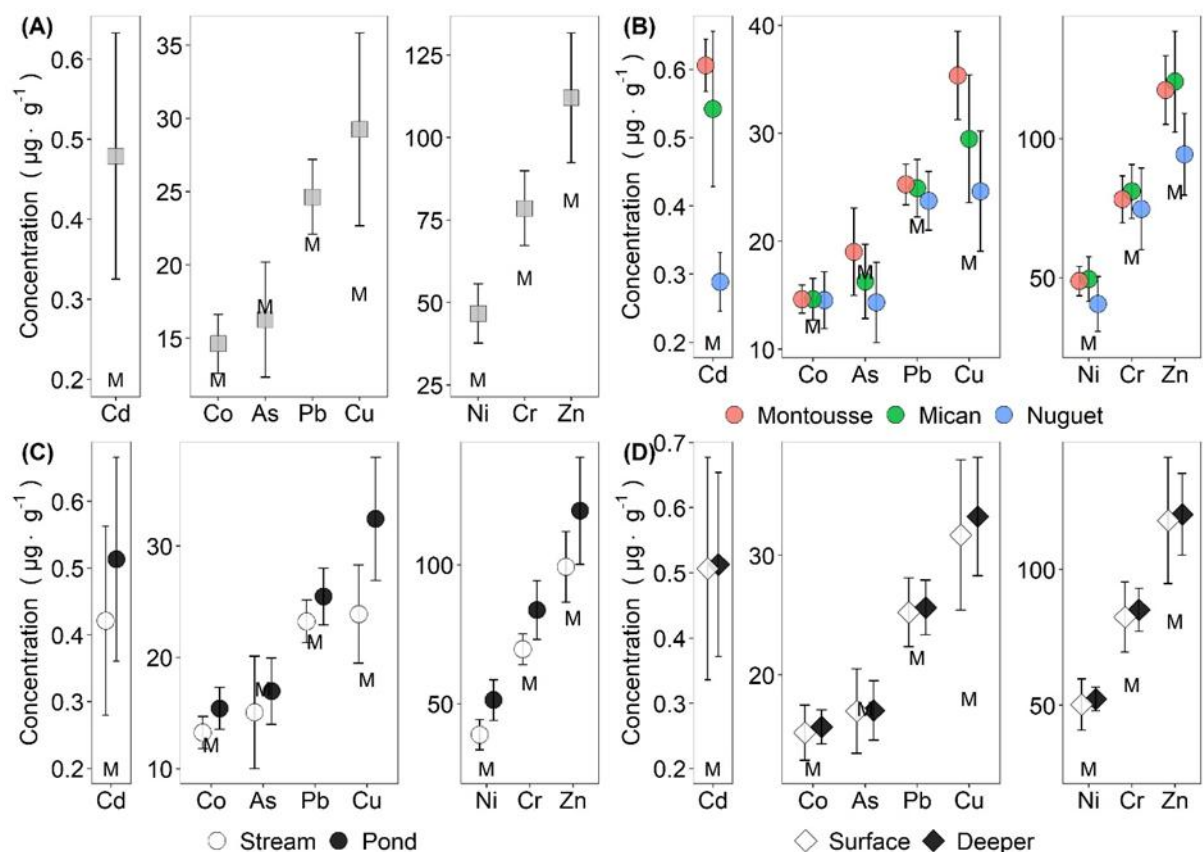 (A)
Concentration ( µg · g⁻¹ )
0.6
0.5
0.4
0.3
0.2
M
Cd
35
30
25
20
15
M M M M
Co As Pb Cu
125
100
75
50
25
M M M
Ni Cr Zn
(B)
Concentration ( µg · g⁻¹ )
0.6
0.5
0.4
0.3
0.2
M
Cd
40
30
20
10
M M M M
Co As Pb Cu
100
50
M M M
Ni Cr Zn
Montousse Mican Nuguet
(C)
Concentration ( µg · g⁻¹ )
0.6
0.5
0.4
0.3
0.2
M
Cd
30
20
10
M M M M
Co As Pb Cu
100
50
M M M
Ni Cr Zn
Stream Pond
(D)
Concentration ( µg · g⁻¹ )
0.7
0.6
0.5
0.4
0.3
0.2
M
Cd
30
20
M M M M
Co As Pb Cu
100
50
M M M
Ni Cr Zn
Surface Deeper